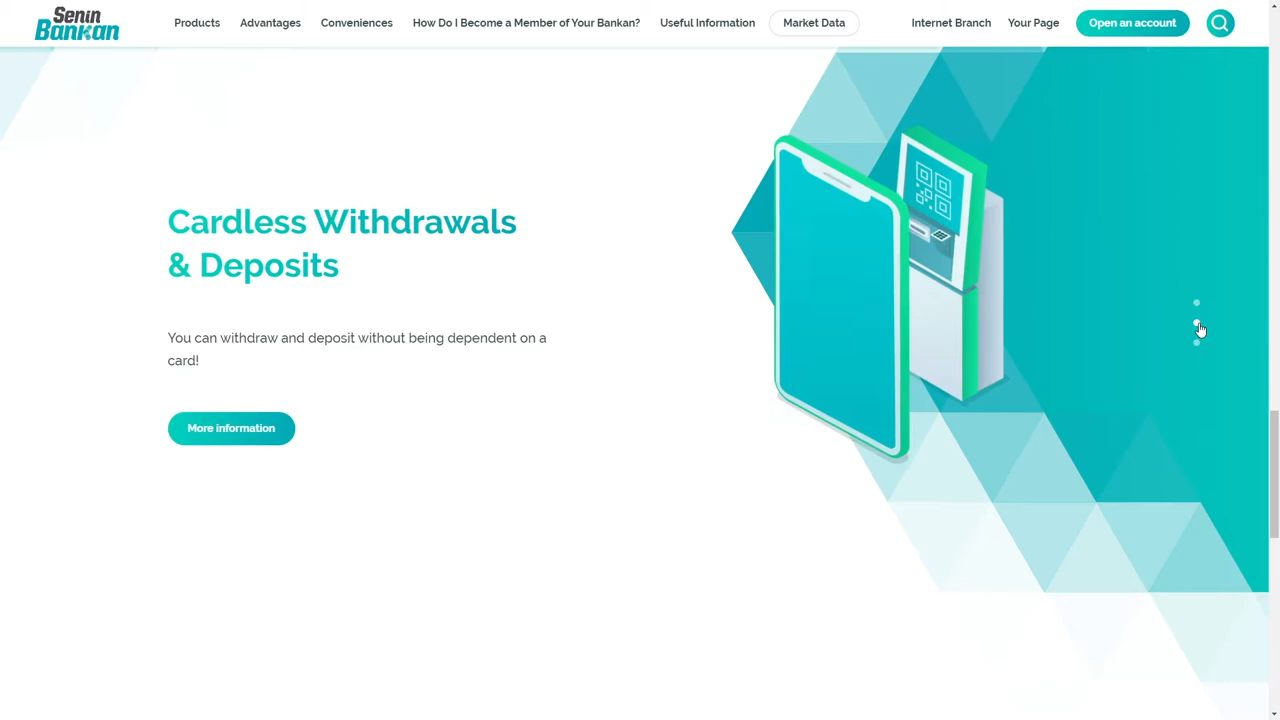 Senin
Bankan
Products
Advantages
Conveniences
How Do I Become a Member of Your Bankan?
Useful Information
Market Data
Internet Branch
Your Page
Open an account
Cardless Withdrawals
& Deposits
You can withdraw and deposit without being dependent on a
card!
More information